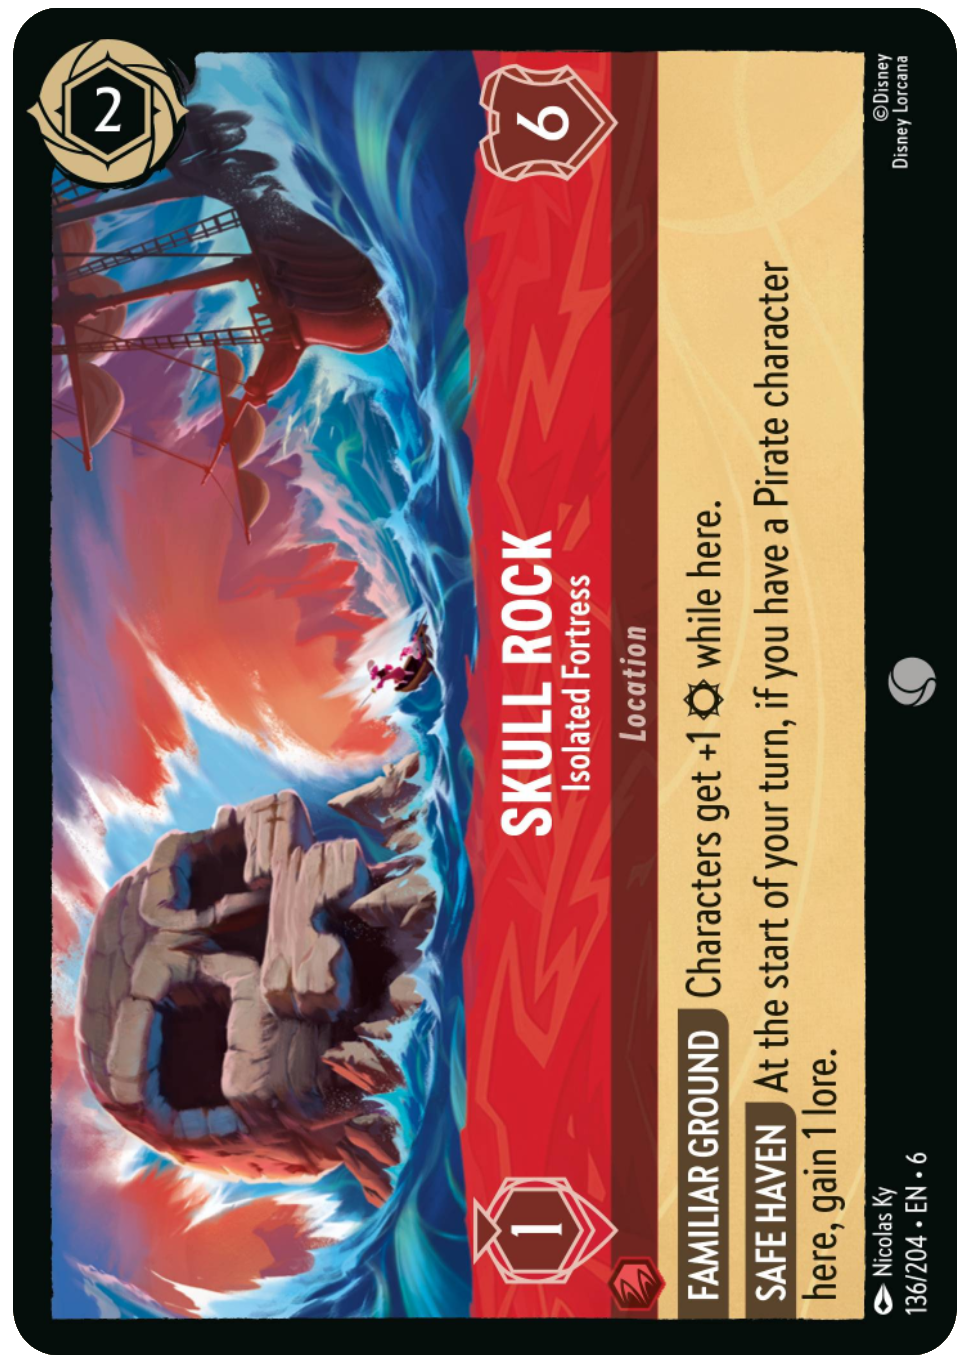 2
6
SKULL ROCK
Isolated Fortress
1
Location
FAMILIAR GROUND Characters get +1 while here.
SAFE HAVEN At the start of your turn, if you have a Pirate character
here, gain 1 lore.
Nicolas Ky
136/204 • EN • 6
©Disney
Disney Lorcana